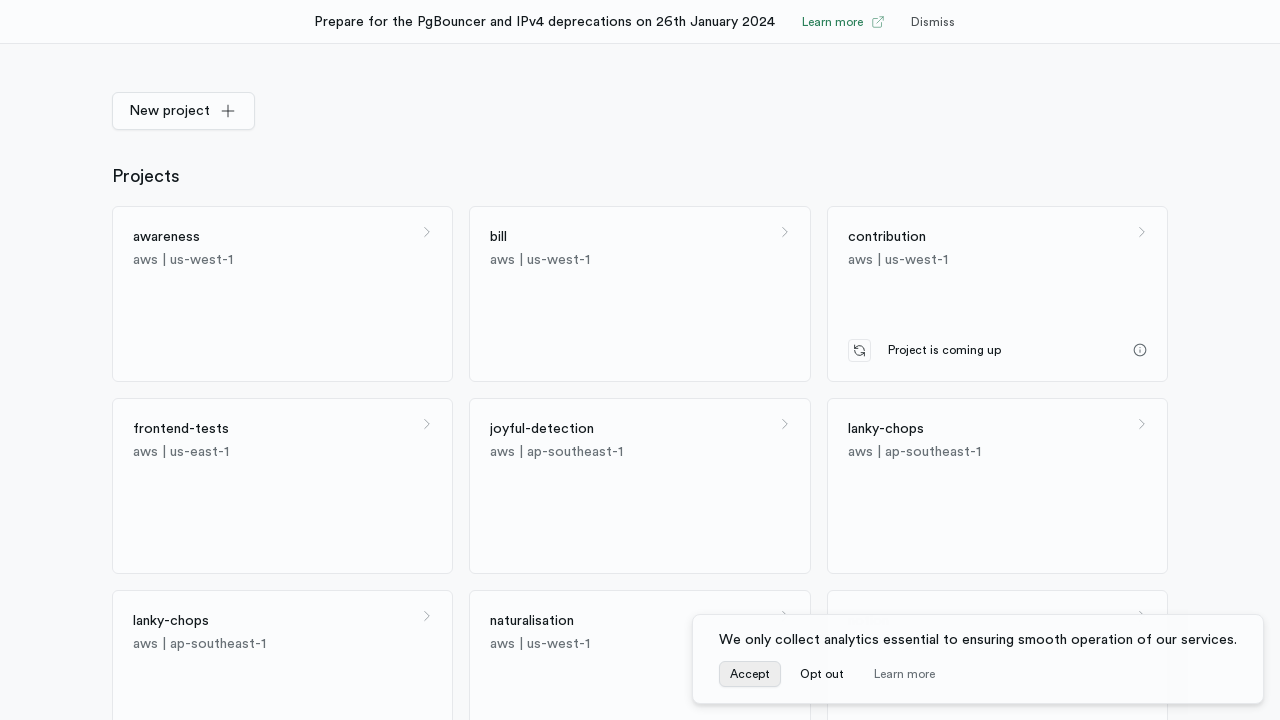 Prepare for the PgBouncer and IPv4 deprecations on 26th January 2024 Learn more Dismiss
New project
Projects
awareness
aws | us-west-1
bill
aws | us-west-1
contribution
aws | us-west-1
Project is coming up
frontend-tests
aws | us-east-1
joyful-detection
aws | ap-southeast-1
lanky-chops
aws | ap-southeast-1
lanky-chops
aws | ap-southeast-1
naturalisation
aws | us-west-1
We only collect analytics essential to ensuring smooth operation of our services.
Accept Opt out Learn more